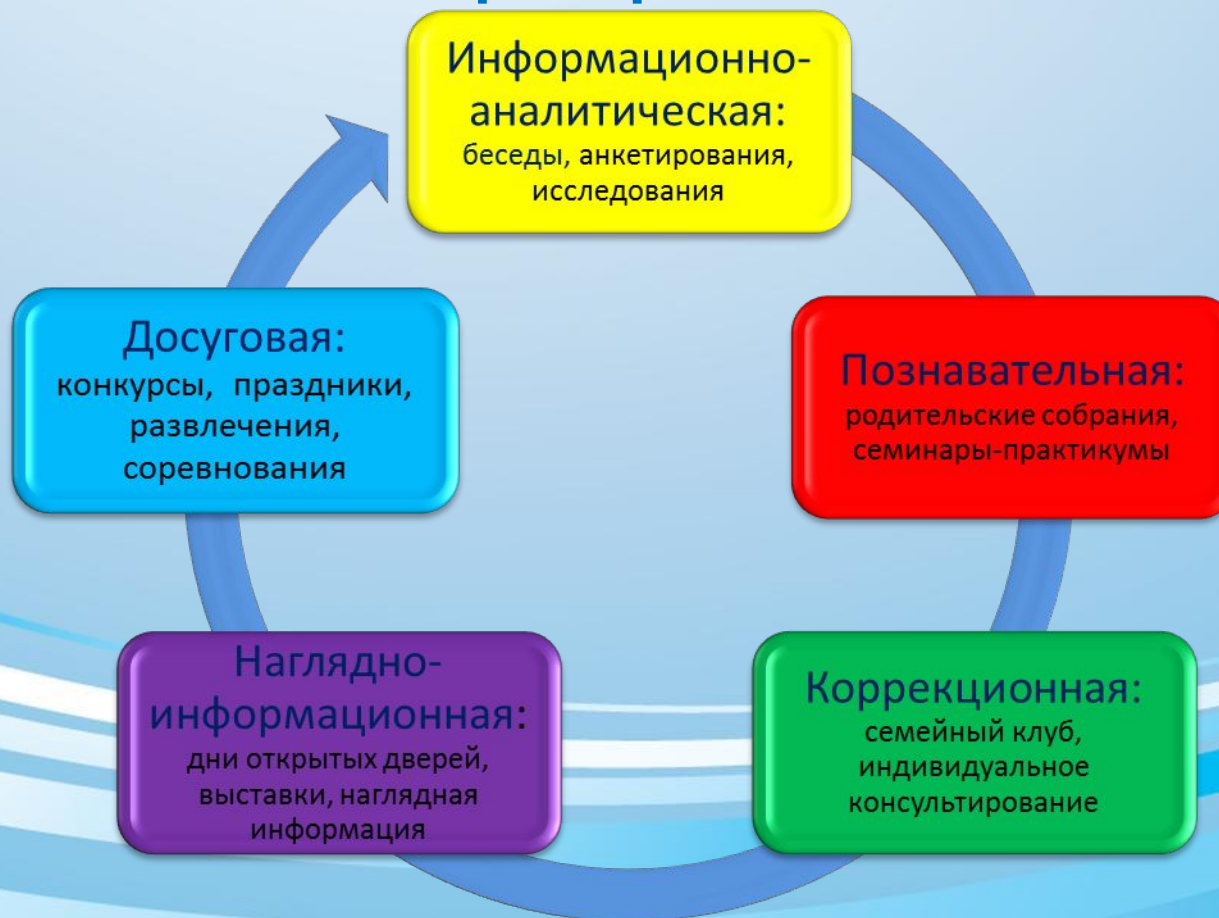 Информационно-
аналитическая:
беседы, анкетирования,
исследования
Познавательная:
родительские собрания,
семинары-практикумы
Коррекционная:
семейный клуб,
индивидуальное
консультирование
Наглядно-
информационная:
дни открытых дверей,
выставки, наглядная
информация
Досуговая:
конкурсы, праздники,
развлечения,
соревнования